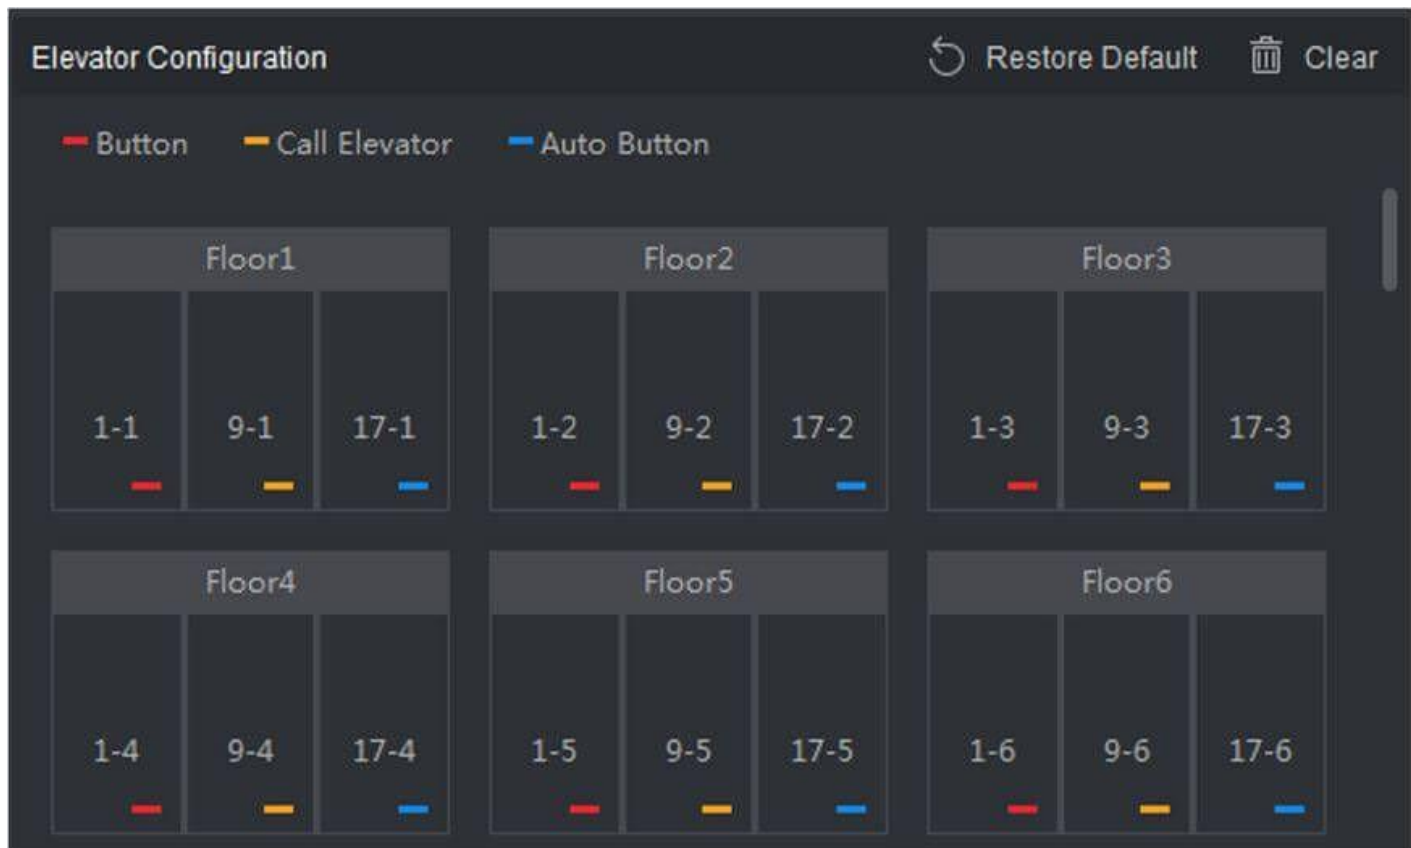 Elevator Configuration Restore Default Clear
Button Call Elevator Auto Button
Floor1 Floor2 Floor3
1-1 9-1 17-1 1-2 9-2 17-2 1-3 9-3 17-3
Floor4 Floor5 Floor6
1-4 9-4 17-4 1-5 9-5 17-5 1-6 9-6 17-6